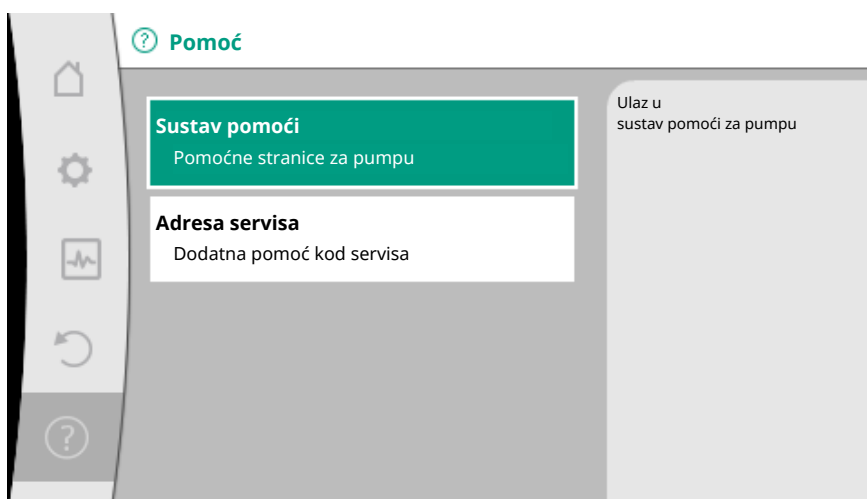 Pomoć
Sustav pomoći
Pomoćne stranice za pumpu
Adresa servisa
Dodatna pomoć kod servisa
Ulaz u
sustav pomoći za pumpu